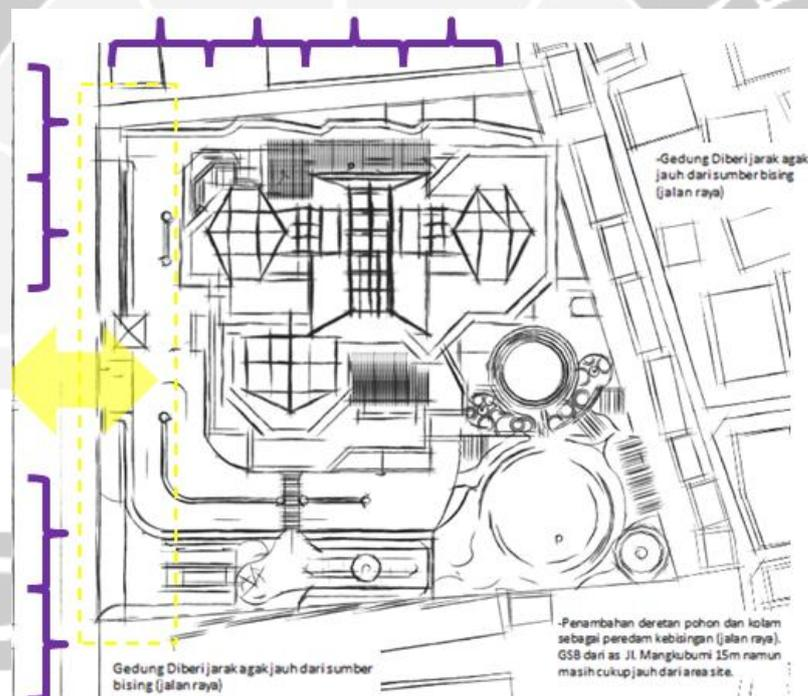 -Gedung Diberi jarak agak
jauh dari sumber bising
(jalan raya)
-Penambahan deretan pohon dan kolam
sebagai peredam kebisingan (jalan raya).
GSB dari as Jl. Mangkubumi 15m namun
masih cukup jauh dari area site.
Gedung Diberi jarak agak jauh dari sumber
bising (jalan raya)